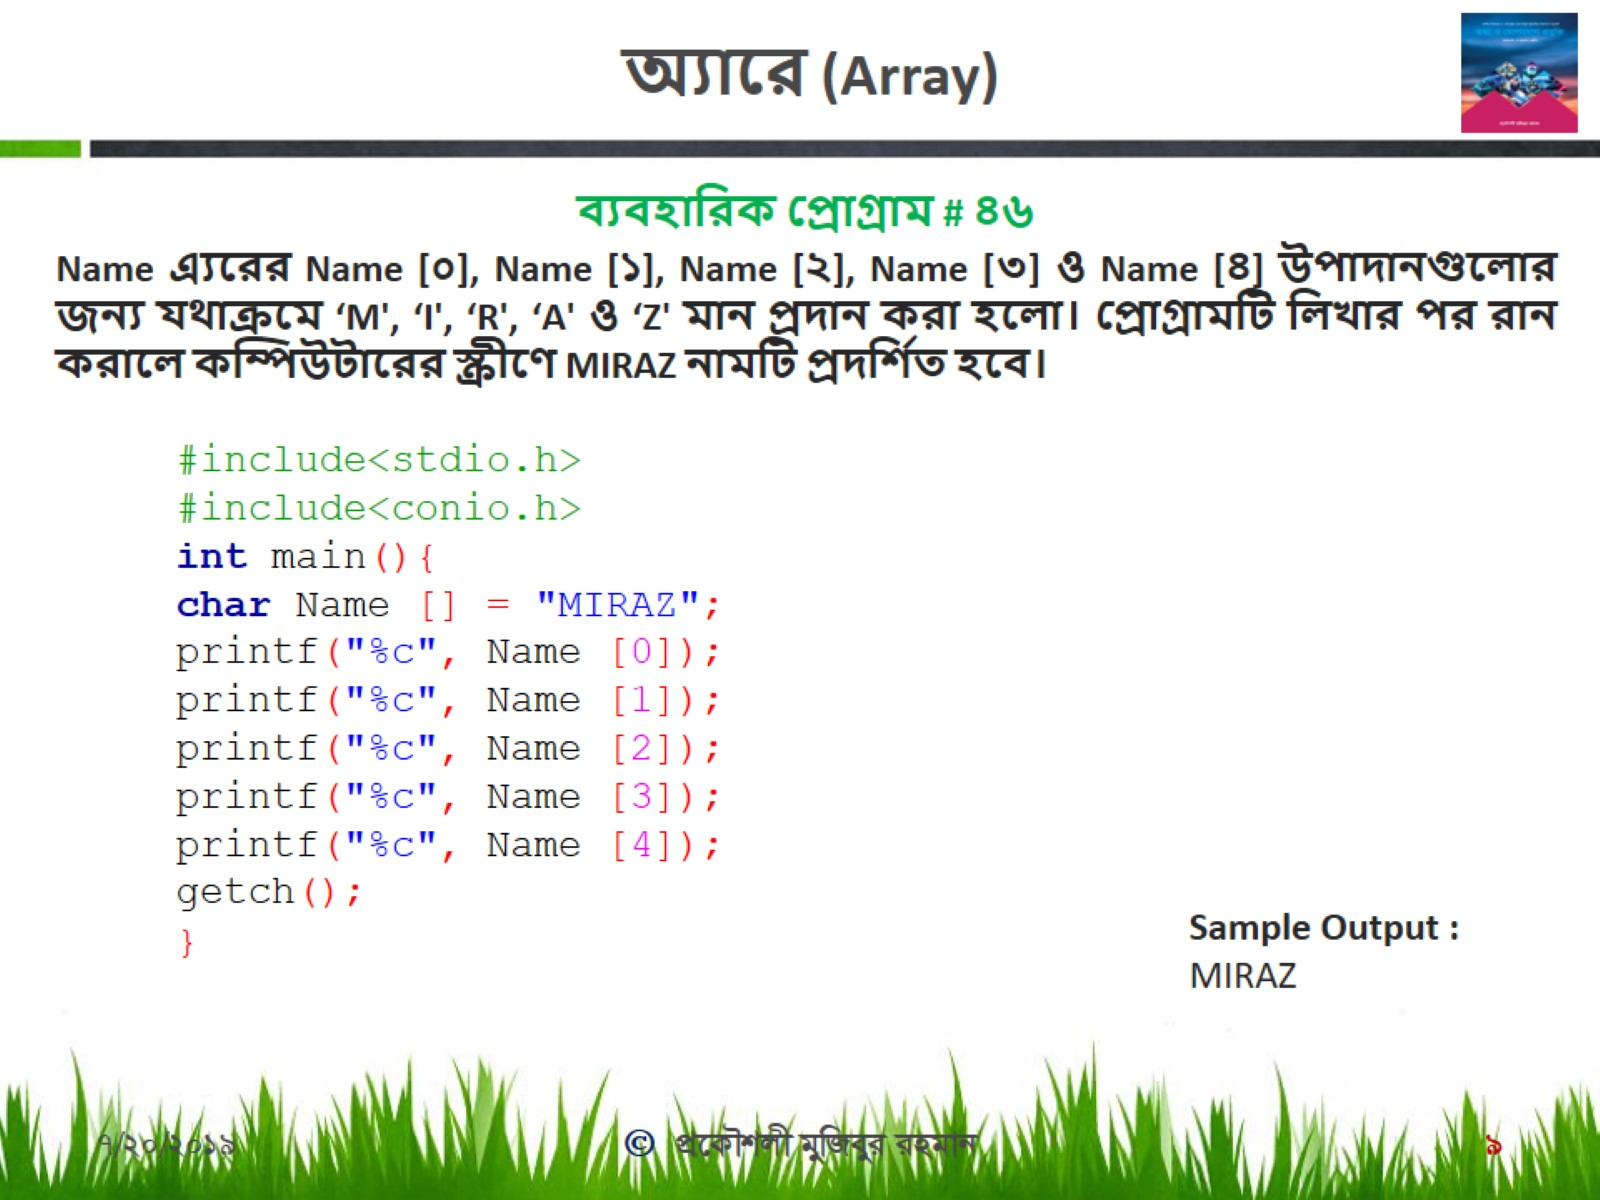 অ্যারে (Array)
ব্যবহারিক প্রোগ্রাম # ৪৬
Name এ্যরের Name [০], Name [১], Name [২], Name [৩] ও Name [৪] উপাদানগুলোর
জন্য যথাক্রমে ‘M', ‘I', ‘R', ‘A' ও ‘Z' মান প্রদান করা হলো। প্রোগ্রামটি লিখার পর রান
করালে কম্পিউটারের স্ক্রীণে MIRAZ নামটি প্রদর্শিত হবে।
#include<stdio.h>
#include<conio.h>
int main(){
char Name [] = "MIRAZ";
printf("%c", Name [0]);
printf("%c", Name [1]);
printf("%c", Name [2]);
printf("%c", Name [3]);
printf("%c", Name [4]);
getch();
}
Sample Output :
MIRAZ
৭/২০/২০১৯
© প্রকৌশলী মুজিবুর রহমান
৯